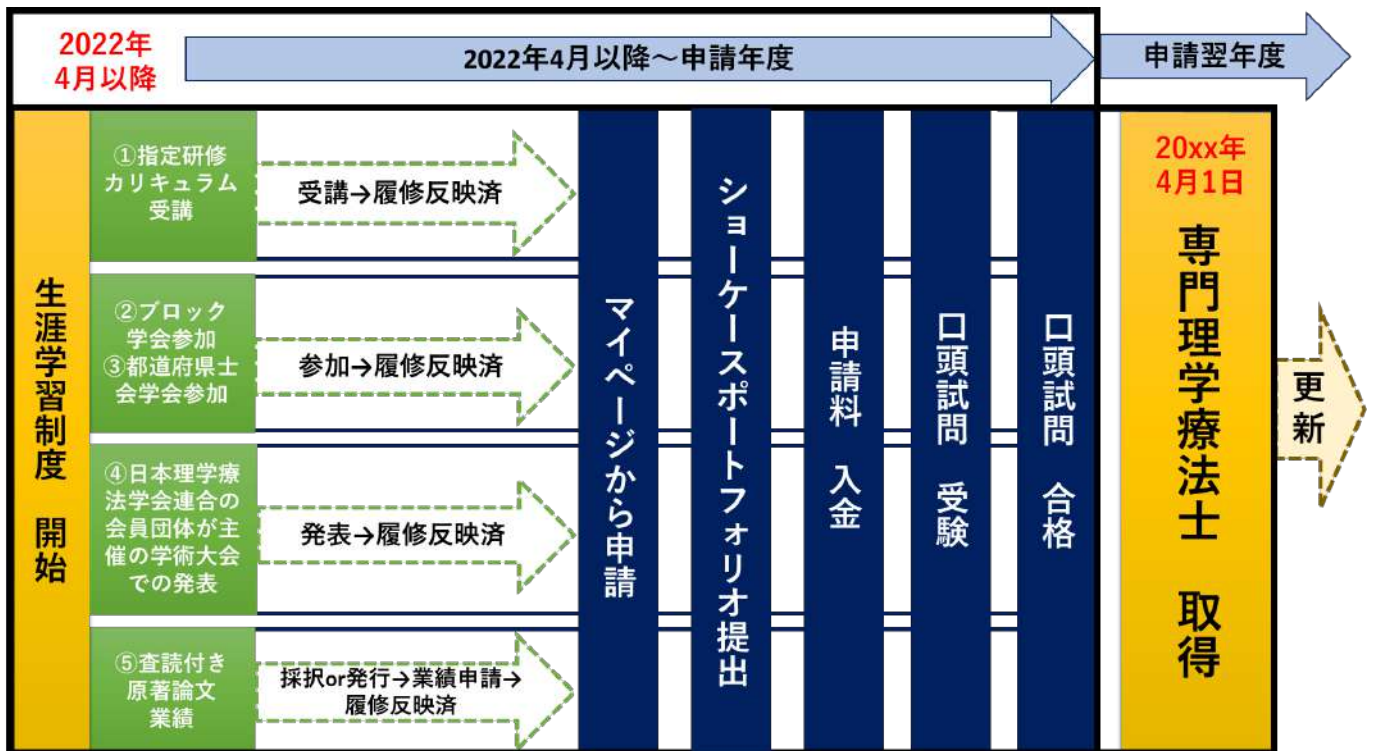 2022年
4月以降
2022年4月以降～申請年度
申請翌年度
生涯学習制度　開始
①指定研修
カリキュラム
受講
受講→履修反映済
②ブロック
学会参加
③都道府県士
会学会参加
参加→履修反映済
④日本理学療
法学会連合の
会員団体が主
催の学術大会
での発表
発表→履修反映済
⑤査読付き
原著論文
業績
採択or発行→業績申請→
履修反映済
マイページから申請
ショーケースポートフォリオ提出
申請料　入金
口頭試問　受験
口頭試問　合格
20xx年
4月1日
専門理学療法士　取得
更新